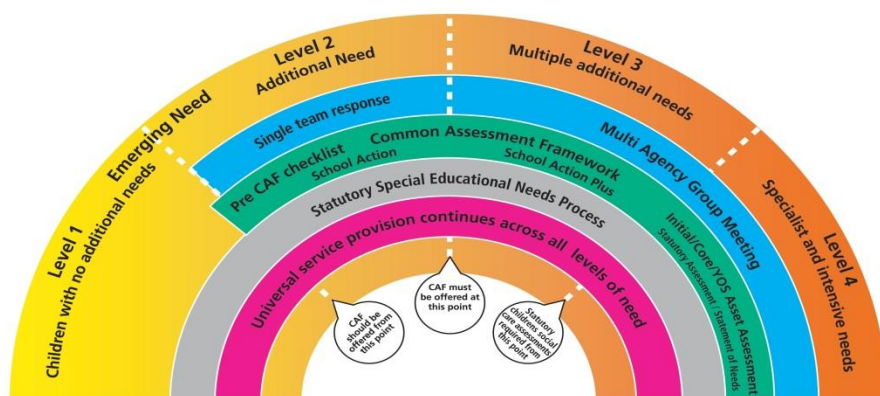 Level 1
Children with no additional needs
Emerging Need
Level 2
Additional Need
Level 3
Multiple additional needs
Level 4
Specialist and intensive needs
Single team response
Multi Agency Group Meeting
Pre CAF checklist
School Action
Common Assessment Framework
School Action Plus
Initial/Core/YOS Asset Assessment
Statutory Assessment / Statement of Needs
Statutory Special Educational Needs Process
Universal service provision continues across all levels of need
CAF
should be
offered from
this point
CAF must
be offered at
this point
Statutory
childrens social
care assessments
required from
this point